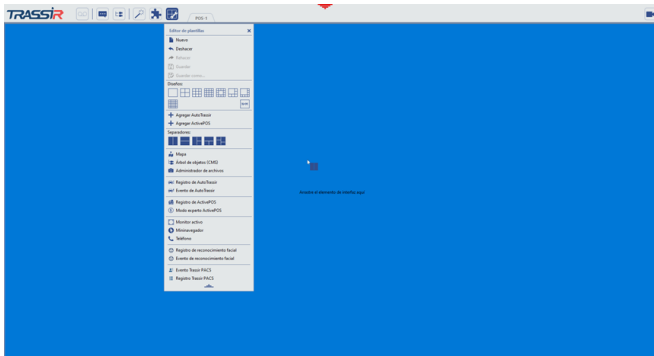 TRASSIR
POS 1
Editor de plantillas
Nuevo
Deshacer
Rehacer
Guardar
Guardar como...
Diseños:
Agregar AutoTrassir
Agregar ActivePOS
Separadores:
Mapa
Árbol de objetos (CMS)
Administrador de archivos
Registro de AutoTrassir
Evento de AutoTrassir
Registro de ActivePOS
Modo experto ActivePOS
Monitor activo
Mininavegador
Teléfono
Registro de reconocimiento facial
Evento de reconocimiento facial
Evento Trassir PACS
Registro Trassir PACS
Arrastre el elemento de interfaz aquí